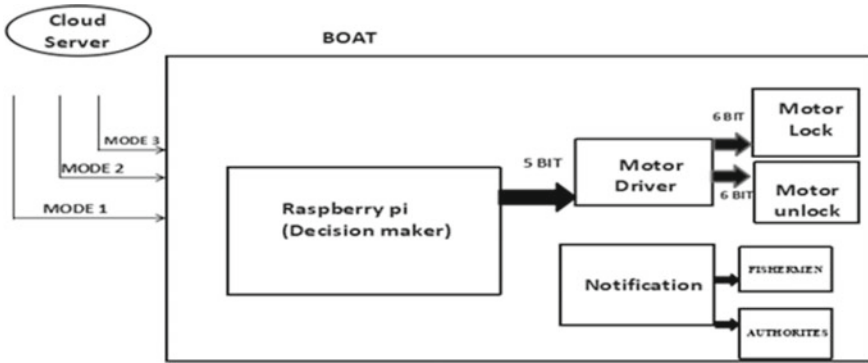 Cloud
Server
BOAT
MODE 3
MODE 2
MODE 1
Raspberry pi
(Decision maker)
5 BIT
Motor
Driver
6 BIT
6 BIT
Motor
Lock
Motor
unlock
Notification
FISHERMEN
AUTHORITES